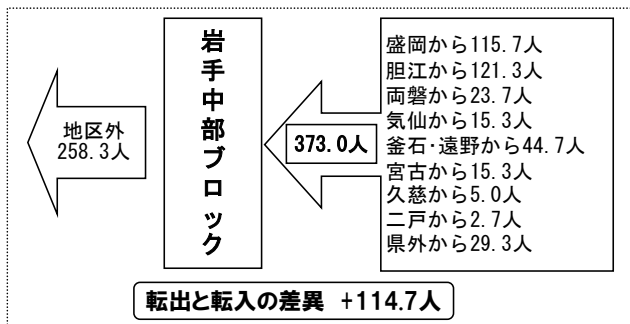 地区外
258.3人
岩手中部ブロック
373.0人
盛岡から115.7人
胆江から121.3人
両磐から23.7人
気仙から15.3人
釜石・遠野から44.7人
宮古から15.3人
久慈から5.0人
二戸から2.7人
県外から29.3人
転出と転入の差異 +114.7人